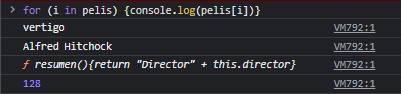 > for (i in pelis) {console.log(pelis[i])}
vertigo VM792:1
Alfred Hitchock VM792:1
ƒ resumen(){return "Director" + this.director} VM792:1
128 VM792:1